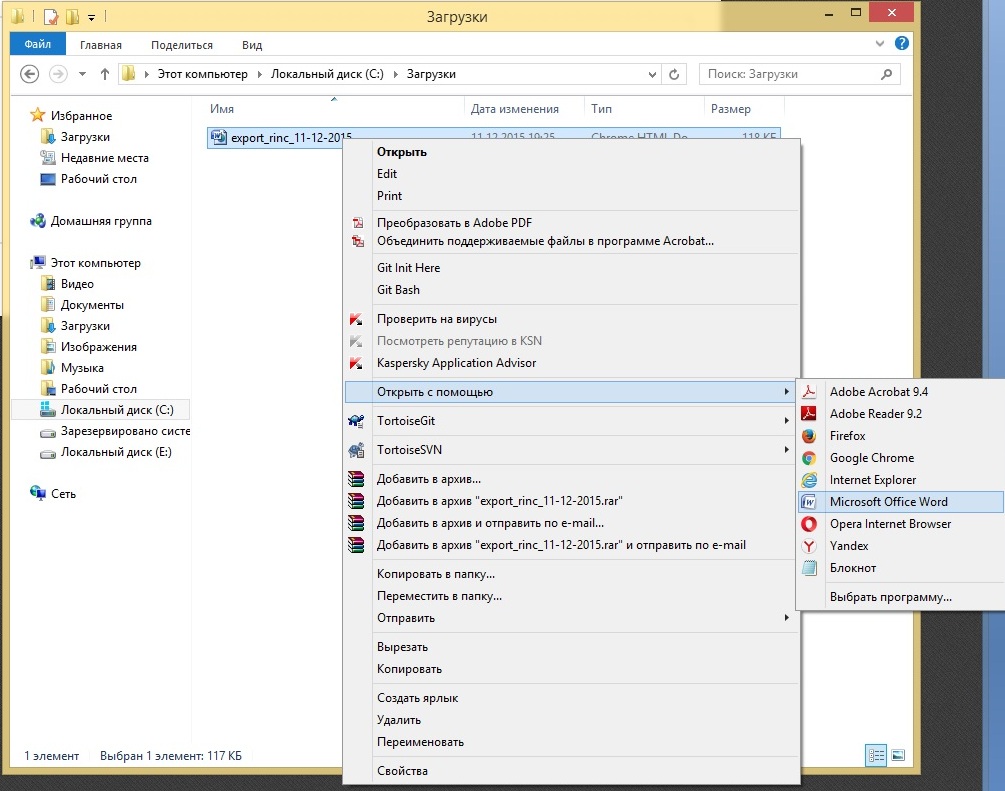 Загрузки
Файл Главная Поделиться Вид
Этот компьютер Локальный диск (C:) Загрузки
Поиск: Загрузки
Избранное
Загрузки
Недавние места
Рабочий стол
Домашняя группа
Этот компьютер
Видео
Документы
Загрузки
Изображения
Музыка
Рабочий стол
Локальный диск (C:)
Зарезервировано систе
Локальный диск (E:)
Сеть
Имя Дата изменения Тип Размер
export_rinc_11-12-2015 11.12.2015 19:25 Chrome HTML Do... 118 КБ
Открыть
Edit
Print
Преобразовать в Adobe PDF
Объединить поддерживаемые файлы в программе Acrobat...
Git Init Here
Git Bash
Проверить на вирусы
Посмотреть репутацию в KSN
Kaspersky Application Advisor
Открыть с помощью
TortoiseGit
TortoiseSVN
Добавить в архив...
Добавить в архив "export_rinc_11-12-2015.rar"
Добавить в архив и отправить по e-mail...
Добавить в архив "export_rinc_11-12-2015.rar" и отправить по e-mail
Копировать в папку...
Переместить в папку...
Отправить
Вырезать
Копировать
Создать ярлык
Удалить
Переименовать
Свойства
Adobe Acrobat 9.4
Adobe Reader 9.2
Firefox
Google Chrome
Internet Explorer
Microsoft Office Word
Opera Internet Browser
Yandex
Блокнот
Выбрать программу...
1 элемент Выбран 1 элемент: 117 КБ